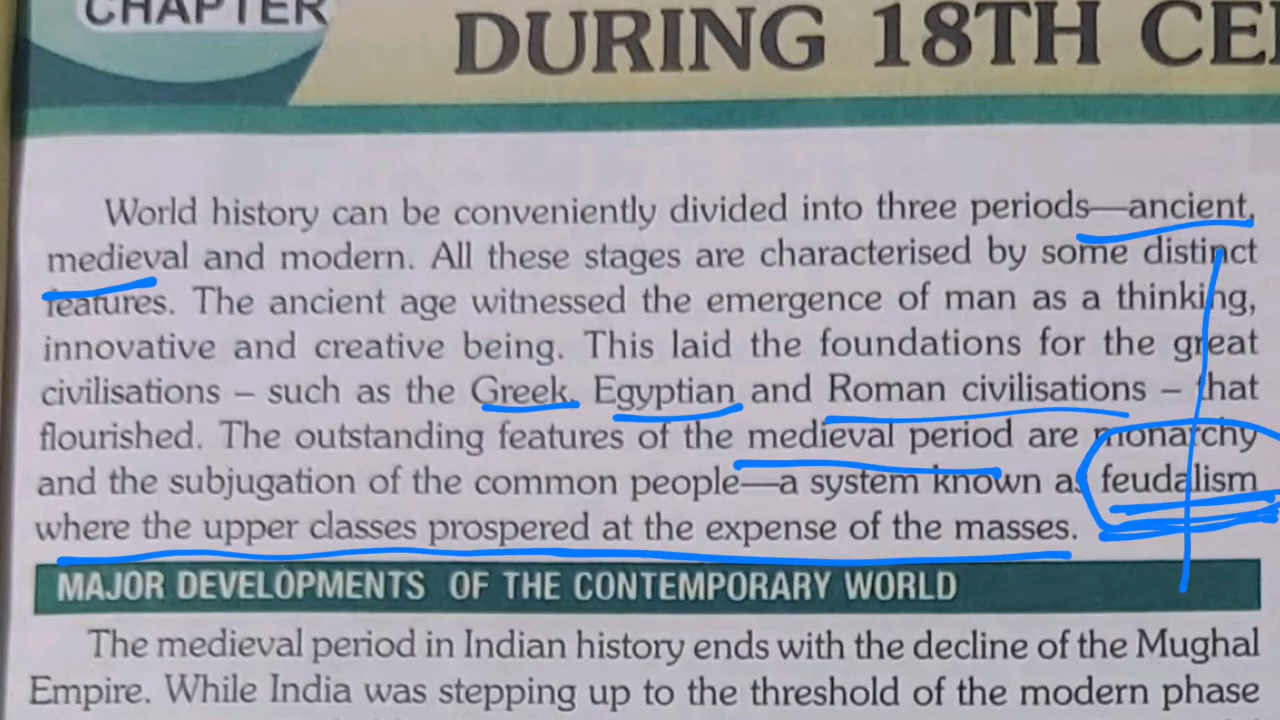 CHAPTER
DURING 18TH
World history can be conveniently divided into three periods—ancient,
medieval and modern. All these stages are characterised by some distinct
features. The ancient age witnessed the emergence of man as a thinking,
innovative and creative being. This laid the foundations for the great
civilisations – such as the Greek, Egyptian and Roman civilisations – that
flourished. The outstanding features of the medieval period are monarchy
and the subjugation of the common people—a system known as feudalism
where the upper classes prospered at the expense of the masses.
MAJOR DEVELOPMENTS OF THE CONTEMPORARY WORLD
The medieval period in Indian history ends with the decline of the Mughal
Empire. While India was stepping up to the threshold of the modern phase